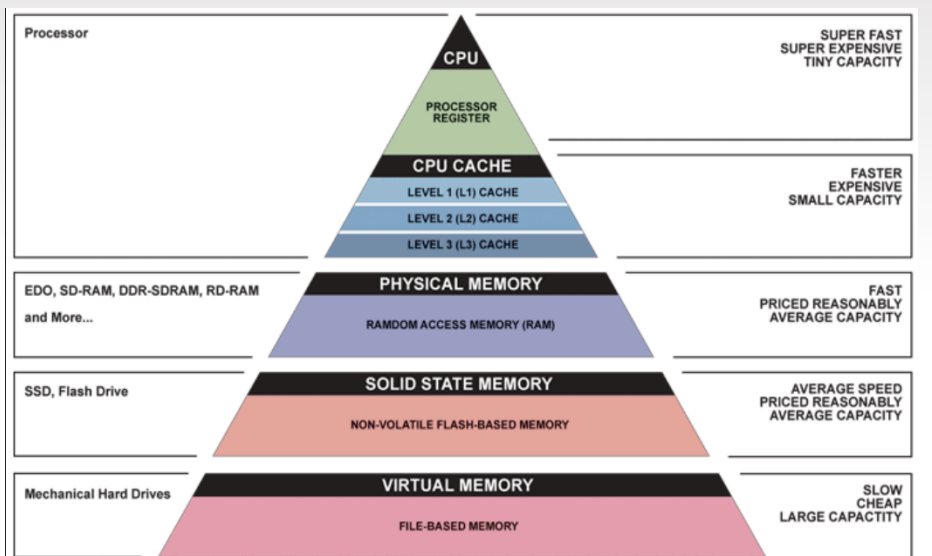 Processor
CPU
SUPER FAST
SUPER EXPENSIVE
TINY CAPACITY
PROCESSOR
REGISTER
CPU CACHE
LEVEL 1 (L1) CACHE
LEVEL 2 (L2) CACHE
LEVEL 3 (L3) CACHE
FASTER
EXPENSIVE
SMALL CAPACITY
EDO, SD-RAM, DDR-SDRAM, RD-RAM
and More...
PHYSICAL MEMORY
RAMDOM ACCESS MEMORY (RAM)
FAST
PRICED REASONABLY
AVERAGE CAPACITY
SSD, Flash Drive
SOLID STATE MEMORY
NON-VOLATILE FLASH-BASED MEMORY
AVERAGE SPEED
PRICED REASONABLY
AVERAGE CAPACITY
Mechanical Hard Drives
VIRTUAL MEMORY
FILE-BASED MEMORY
SLOW
CHEAP
LARGE CAPACTITY